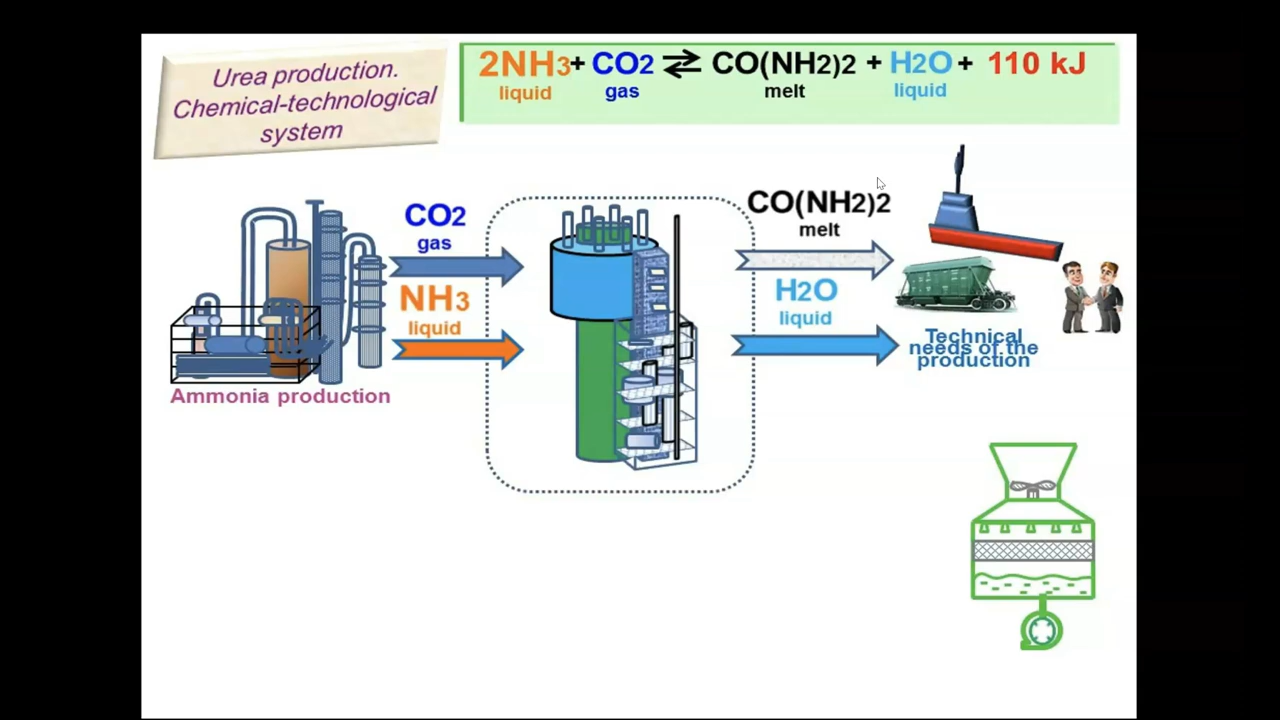 Urea production.
Chemical-technological
system
2NH3+ CO2 ⇄ CO(NH2)2 + H2O + 110 kJ
liquid gas melt liquid
CO2
gas
NH3
liquid
CO(NH2)2
melt
H2O
liquid
Technical
needs of the
production
Ammonia production